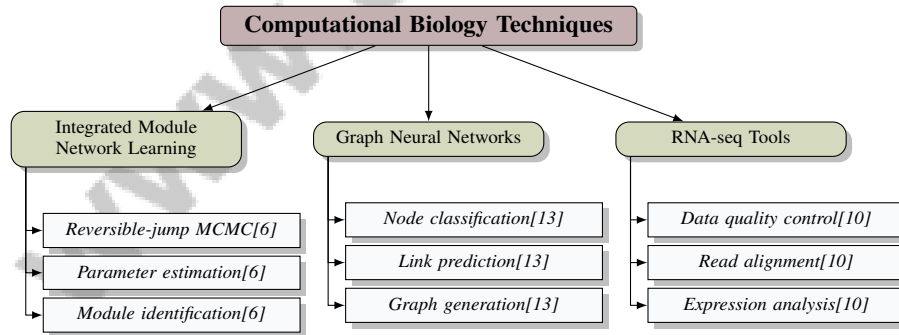 Computational Biology Techniques
Integrated Module
Network Learning
Reversible-jump MCMC[6]
Parameter estimation[6]
Module identification[6]
Graph Neural Networks
Node classification[13]
Link prediction[13]
Graph generation[13]
RNA-seq Tools
Data quality control[10]
Read alignment[10]
Expression analysis[10]
www.